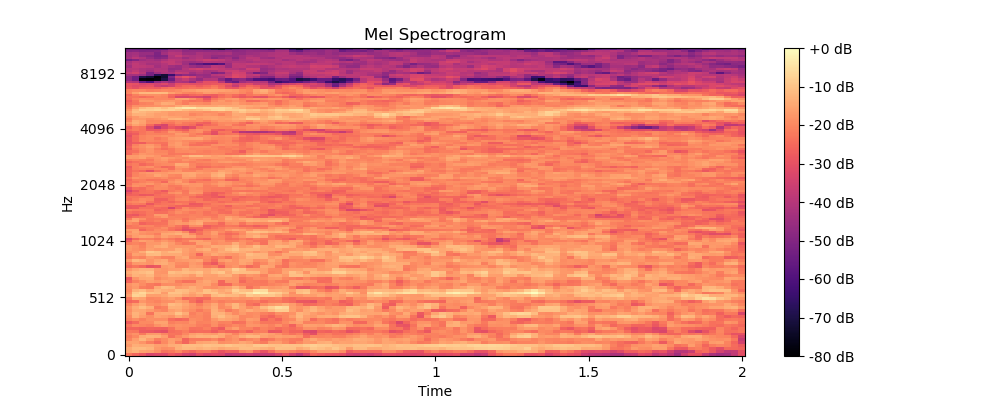 Mel Spectrogram
Hz
8192
4096
2048
1024
512
0
0 0.5 1 1.5 2
Time
+0 dB
-10 dB
-20 dB
-30 dB
-40 dB
-50 dB
-60 dB
-70 dB
-80 dB